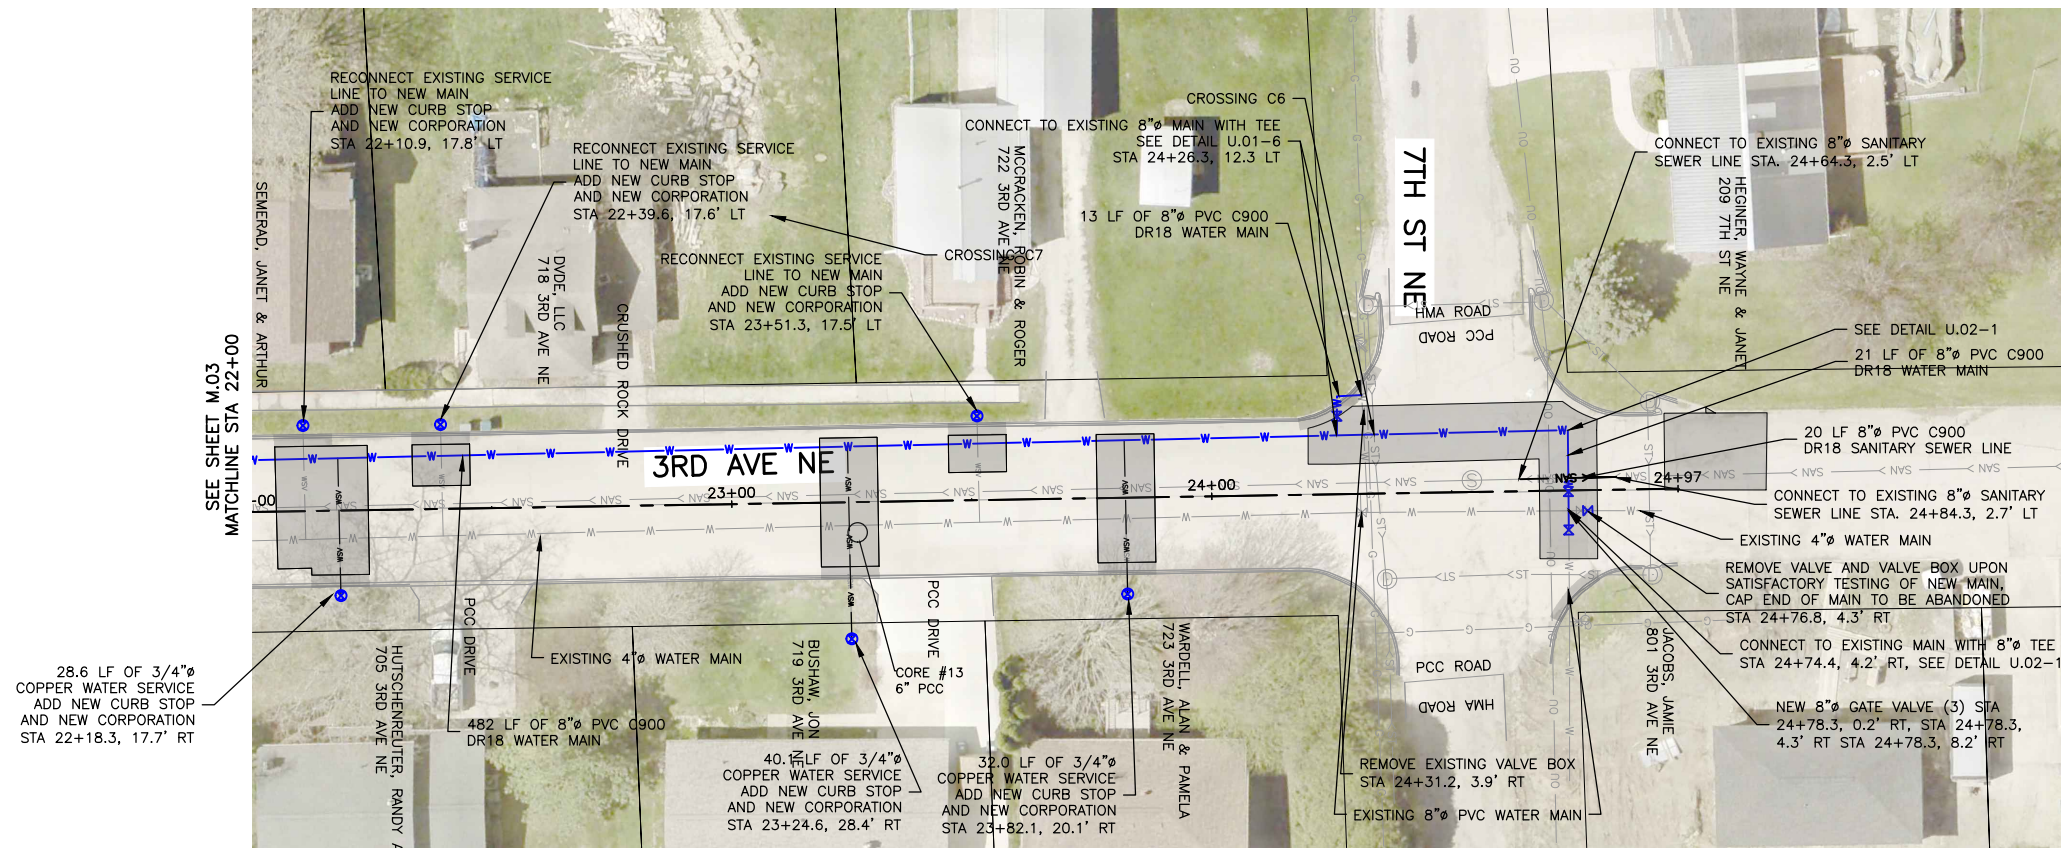 RECONNECT EXISTING SERVICE
LINE TO NEW MAIN
ADD NEW CURB STOP
AND NEW CORPORATION
STA 22+10.9, 17.8' LT
RECONNECT EXISTING SERVICE
LINE TO NEW MAIN
ADD NEW CURB STOP
AND NEW CORPORATION
STA 22+39.6, 17.6' LT
CROSSING C7
RECONNECT EXISTING SERVICE
LINE TO NEW MAIN
ADD NEW CURB STOP
AND NEW CORPORATION
STA 23+51.3, 17.5' LT
CROSSING C6
CONNECT TO EXISTING 8"ø MAIN WITH TEE
SEE DETAIL U.01-6
STA 24+26.3, 12.3 LT
13 LF OF 8"ø PVC C900
DR18 WATER MAIN
CONNECT TO EXISTING 8"ø SANITARY
SEWER LINE STA. 24+64.3, 2.5' LT
SEMERAD, JANET & ARTHUR
DVDE, LLC
718 3RD AVE NE
CRUSHED ROCK DRIVE
MCCRACKEN, ROBIN & ROGER
722 3RD AVE NE
7TH ST NE
HEGINER, WAYNE & JANET
209 7TH ST NE
HMA ROAD
PCC ROAD
SEE DETAIL U.02-1
21 LF OF 8"ø PVC C900
DR18 WATER MAIN
20 LF 8"ø PVC C900
DR18 SANITARY SEWER LINE
SEE SHEET M.03
MATCHLINE STA 22+00
3RD AVE NE
-00
23+00
24+00
24+97
SAN
CONNECT TO EXISTING 8"ø SANITARY
SEWER LINE STA. 24+84.3, 2.7' LT
EXISTING 4"ø WATER MAIN
REMOVE VALVE AND VALVE BOX UPON
SATISFACTORY TESTING OF NEW MAIN,
CAP END OF MAIN TO BE ABANDONED
STA 24+76.8, 4.3' RT
CONNECT TO EXISTING MAIN WITH 8"ø TEE
STA 24+74.4, 4.2' RT, SEE DETAIL U.02-1
NEW 8"ø GATE VALVE (3) STA
24+78.3, 0.2' RT, STA 24+78.3,
4.3' RT STA 24+78.3, 8.2' RT
28.6 LF OF 3/4"ø
COPPER WATER SERVICE
ADD NEW CURB STOP
AND NEW CORPORATION
STA 22+18.3, 17.7' RT
HUTSCHENREUTER, RANDY A
705 3RD AVE NE
PCC DRIVE
EXISTING 4"ø WATER MAIN
482 LF OF 8"ø PVC C900
DR18 WATER MAIN
BUSHAW, JON
719 3RD AVE NE
CORE #13
6" PCC
PCC DRIVE
40.1 LF OF 3/4"ø
COPPER WATER SERVICE
ADD NEW CURB STOP
AND NEW CORPORATION
STA 23+24.6, 28.4' RT
32.0 LF OF 3/4"ø
COPPER WATER SERVICE
ADD NEW CURB STOP
AND NEW CORPORATION
STA 23+82.1, 20.1' RT
WARDELL, ALAN & PAMELA
723 3RD AVE NE
PCC ROAD
HMA ROAD
REMOVE EXISTING VALVE BOX
STA 24+31.2, 3.9' RT
EXISTING 8"ø PVC WATER MAIN
JACOBS, JAMIE
801 3RD AVE NE